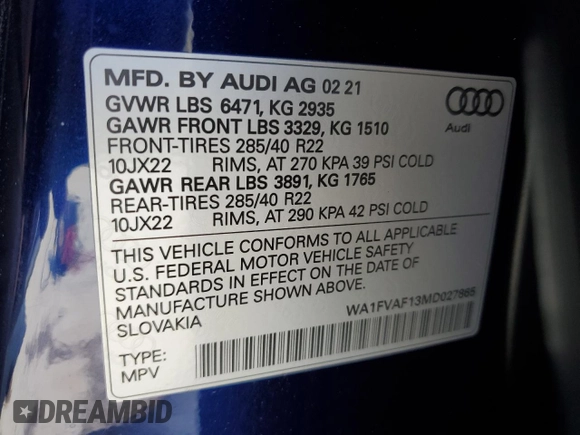 MFD. BY AUDI AG 02 21
GVWR LBS 6471, KG 2935
GAWR FRONT LBS 3329, KG 1510
FRONT-TIRES 285/40 R22
10JX22 RIMS, AT 270 KPA 39 PSI COLD
GAWR REAR LBS 3891, KG 1765
REAR-TIRES 285/40 R22
10JX22 RIMS, AT 290 KPA 42 PSI COLD
Audi
THIS VEHICLE CONFORMS TO ALL APPLICABLE
U.S. FEDERAL MOTOR VEHICLE SAFETY
STANDARDS IN EFFECT ON THE DATE OF
MANUFACTURE SHOWN ABOVE.
SLOVAKIA
WA1FVAF13MD027865
TYPE:
MPV
DREAMBID